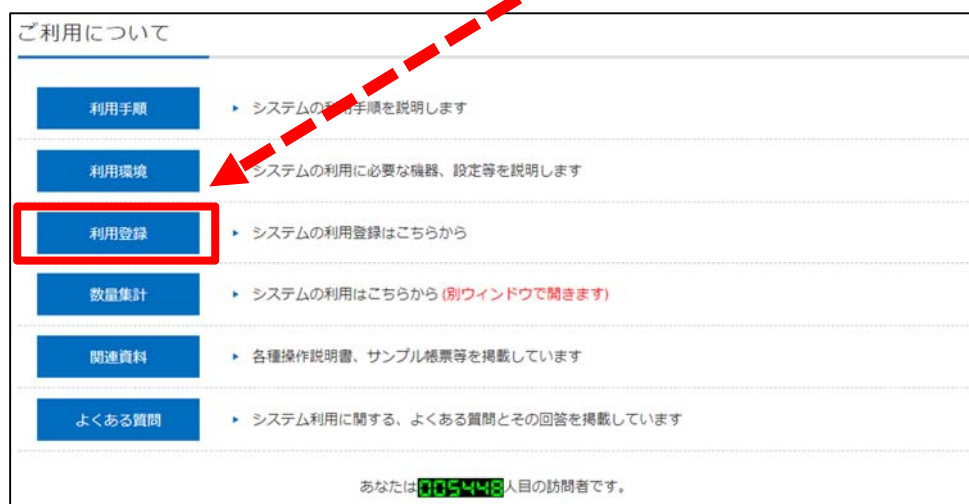 ご利用について
利用手順 システムの利用手順を説明します
利用環境 システムの利用に必要な機器、設定等を説明します
利用登録 システムの利用登録はこちらから
数量集計 システムの利用はこちらから (別ウィンドウで開きます)
関連資料 各種操作説明書、サンプル帳票等を掲載しています
よくある質問 システム利用に関する、よくある質問とその回答を掲載しています
あなたは005448人目の訪問者です。